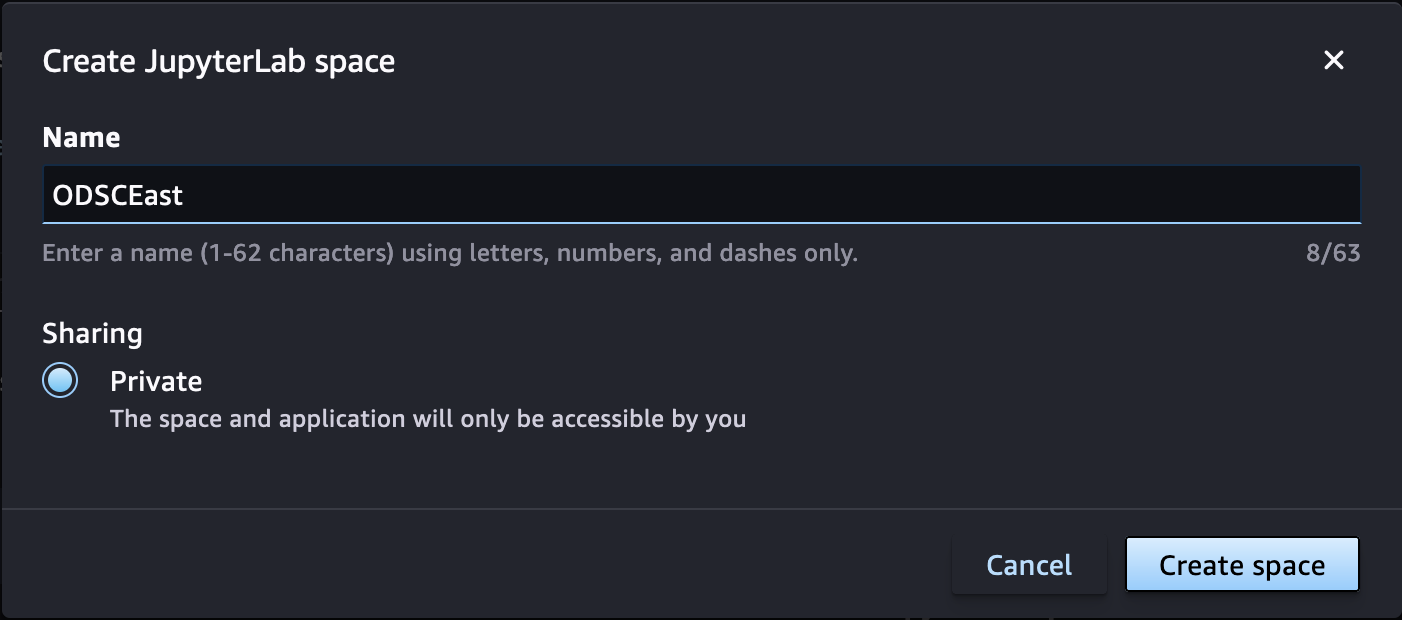 Create JupyterLab space
Name
ODSCEast
Enter a name (1-62 characters) using letters, numbers, and dashes only.
8/63
Sharing
Private
The space and application will only be accessible by you
Cancel
Create space